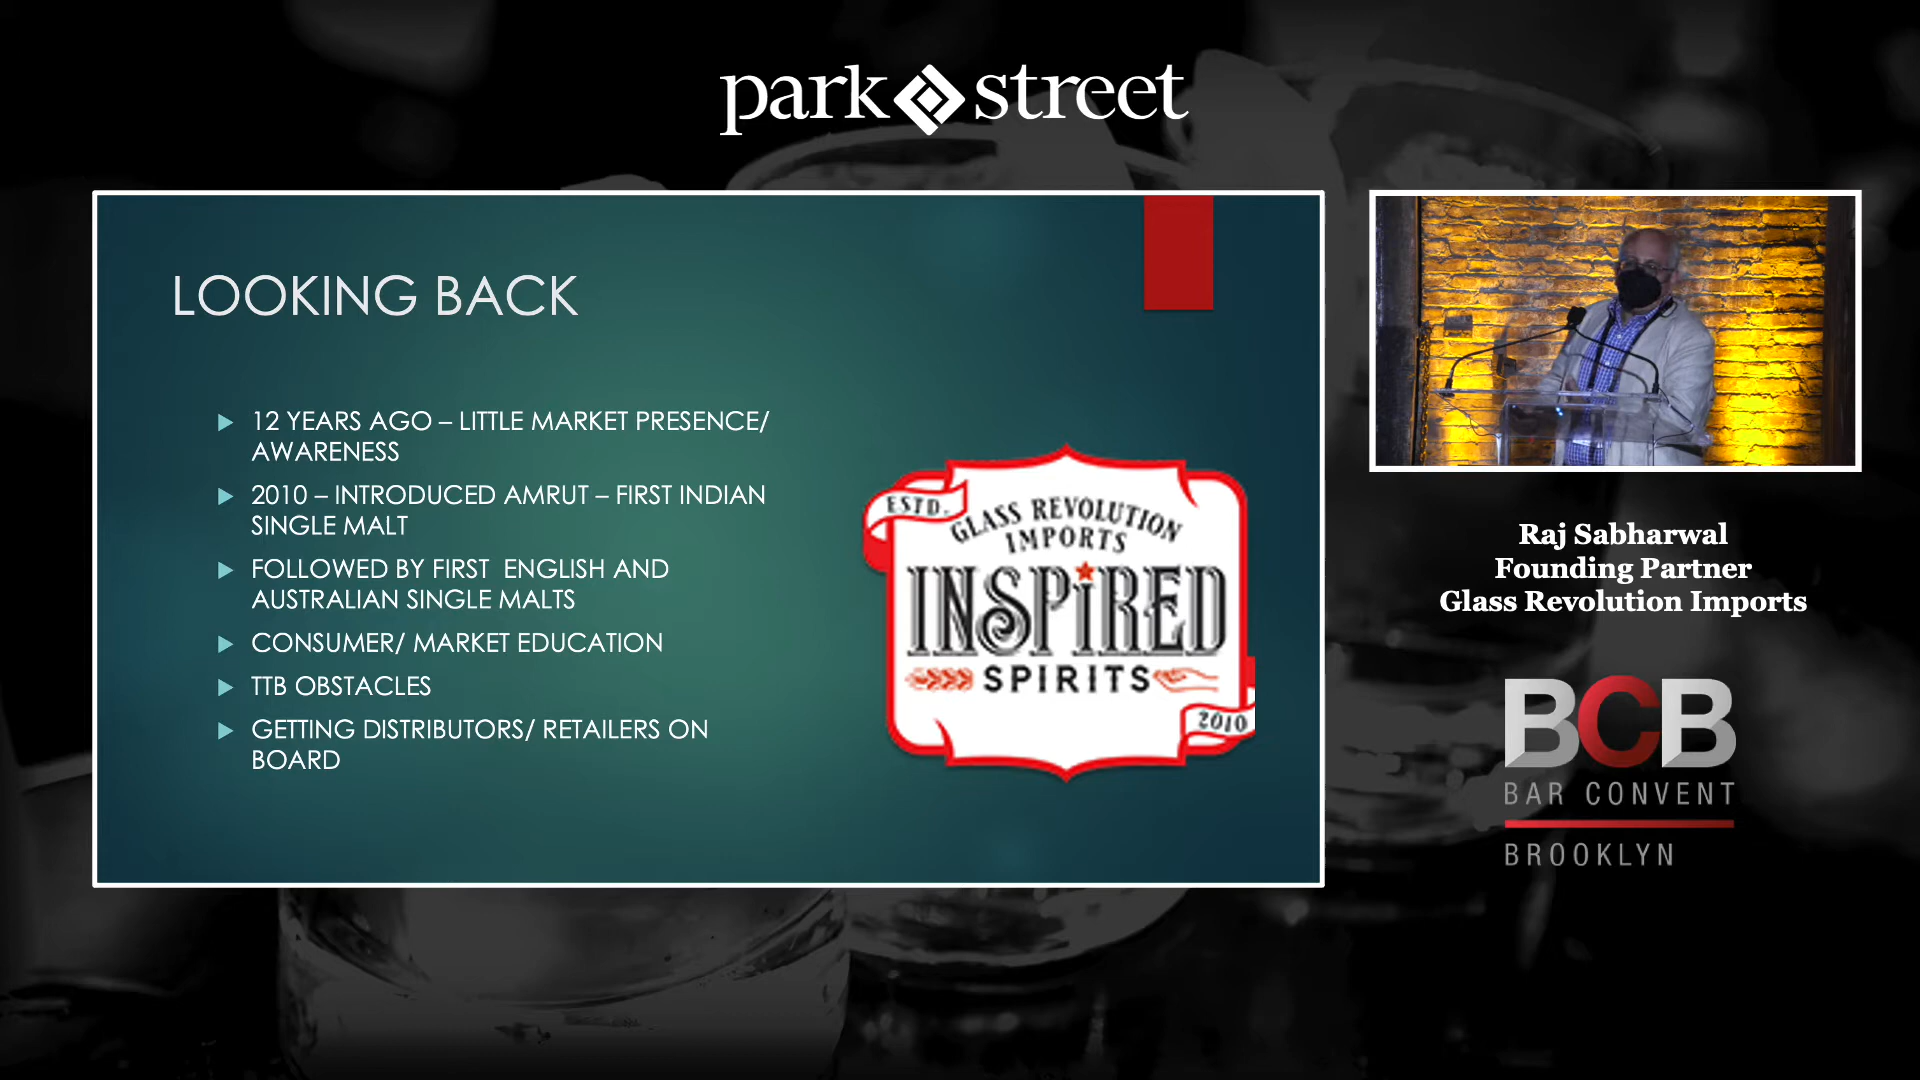 park street
LOOKING BACK
12 YEARS AGO – LITTLE MARKET PRESENCE/
AWARENESS
2010 – INTRODUCED AMRUT – FIRST INDIAN
SINGLE MALT
FOLLOWED BY FIRST ENGLISH AND
AUSTRALIAN SINGLE MALTS
CONSUMER/ MARKET EDUCATION
TTB OBSTACLES
GETTING DISTRIBUTORS/ RETAILERS ON
BOARD
ESTD.
GLASS REVOLUTION
IMPORTS
INSPiRED
SPIRITS
2010
Raj Sabharwal
Founding Partner
Glass Revolution Imports
BCB
BAR CONVENT
BROOKLYN